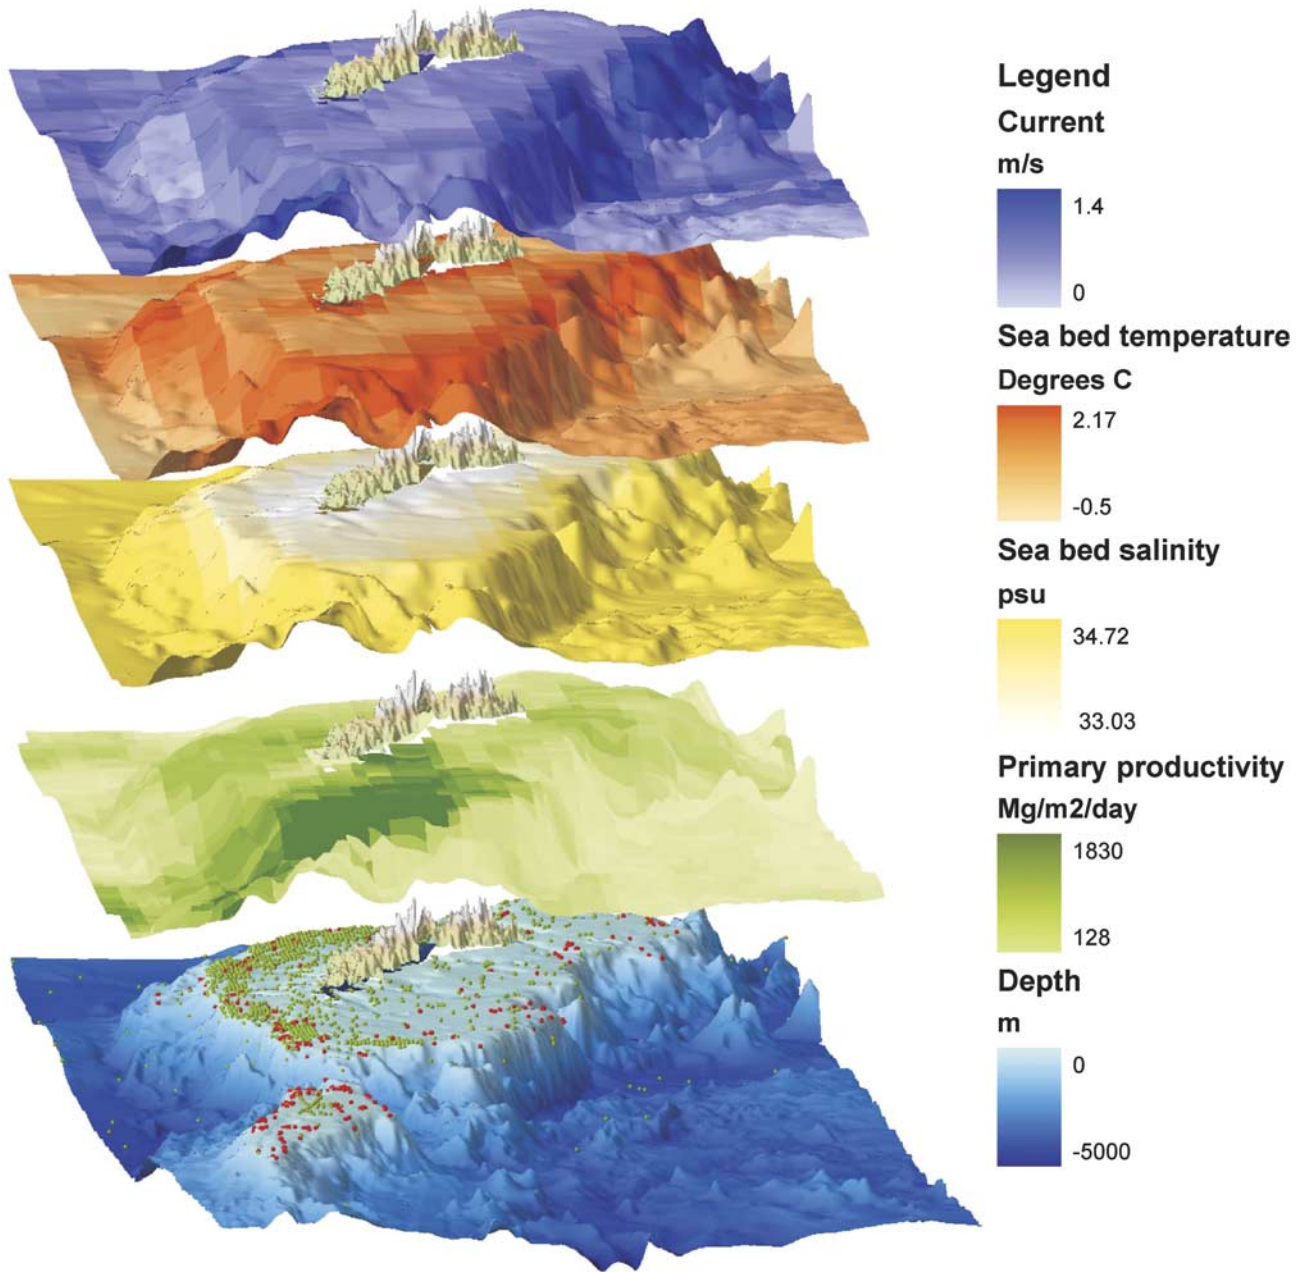 Legend
Current
m/s
1.4
0
Sea bed temperature
Degrees C
2.17
-0.5
Sea bed salinity
psu
34.72
33.03
Primary productivity
Mg/m2/day
1830
128
Depth
m
0
-5000